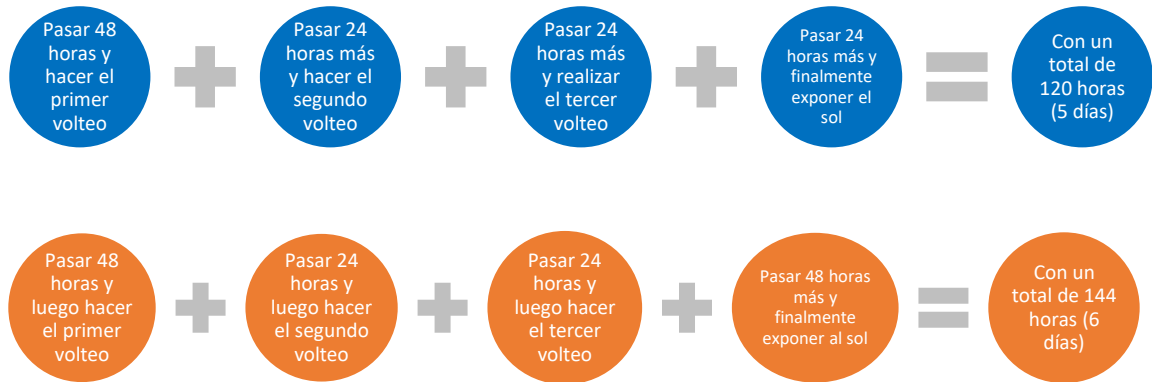 Pasar 48
horas y
hacer el
primer
volteo
Pasar 24
horas más
y hacer el
segundo
volteo
Pasar 24
horas más
y realizar
el tercer
volteo
Pasar 24
horas más y
finalmente
exponer el
sol
Con un
total de
120 horas
(5 días)
Pasar 48
horas y
luego hacer
el primer
volteo
Pasar 24
horas y
luego hacer
el segundo
volteo
Pasar 24
horas y
luego hacer
el tercer
volteo
Pasar 48 horas
más y
finalmente
exponer al sol
Con un
total de 144
horas (6
días)